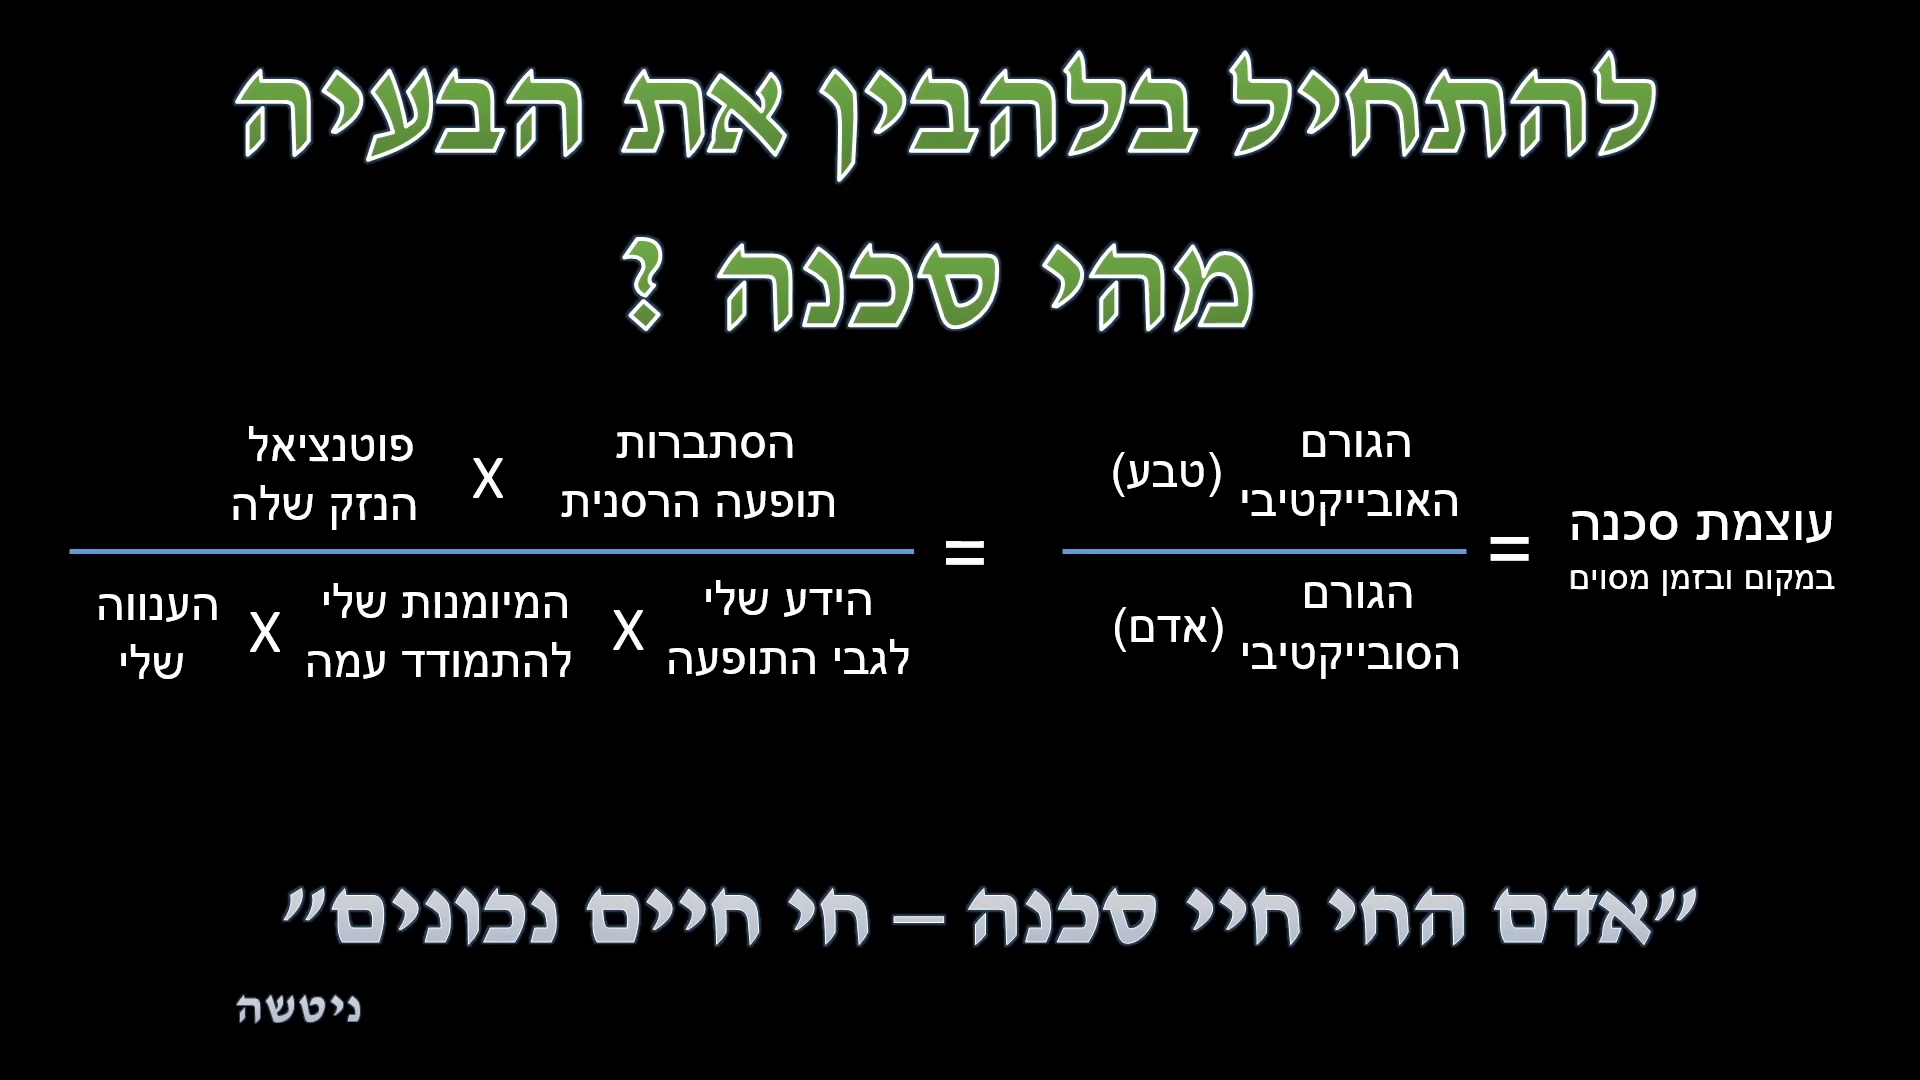 להתחיל בלהבין את הבעיה
מהי סכנה ?
עוצמת סכנה
במקום ובזמן מסוים
=
הגורם
האובייקטיבי
(טבע)
הגורם
הסובייקטיבי
(אדם)
=
הסתברות
תופעה הרסנית
X
פוטנציאל
הנזק שלה
הידע שלי
לגבי התופעה
X
המיומנות שלי
להתמודד עמה
X
הענווה
שלי
"אדם החי חיי סכנה – חי חיים נכונים"
ניטשה